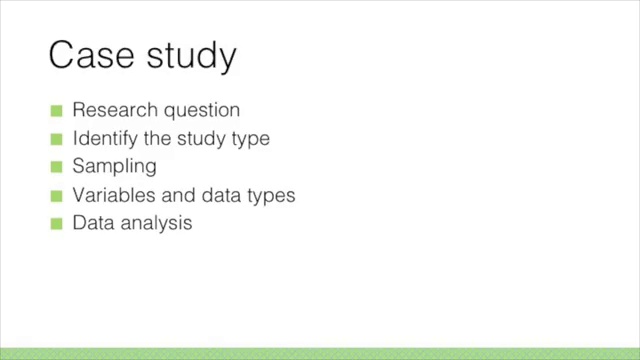 Case study
Research question
Identify the study type
Sampling
Variables and data types
Data analysis